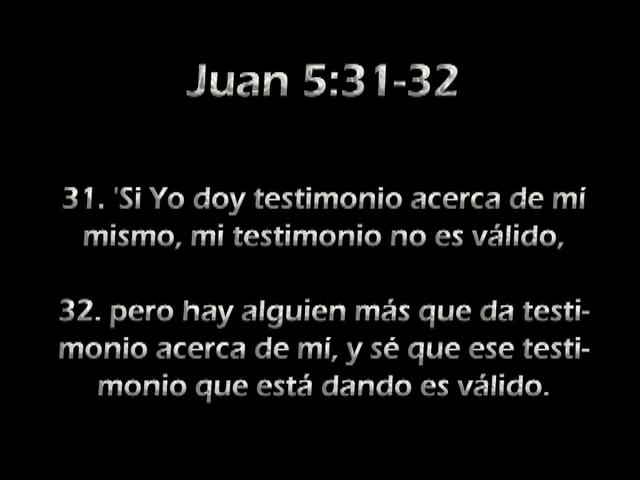 Juan 5:31-32
31. 'Si Yo doy testimonio acerca de mí
mismo, mi testimonio no es válido,
32. pero hay alguien más que da testi-
monio acerca de mí, y sé que ese testi-
monio que está dando es válido.